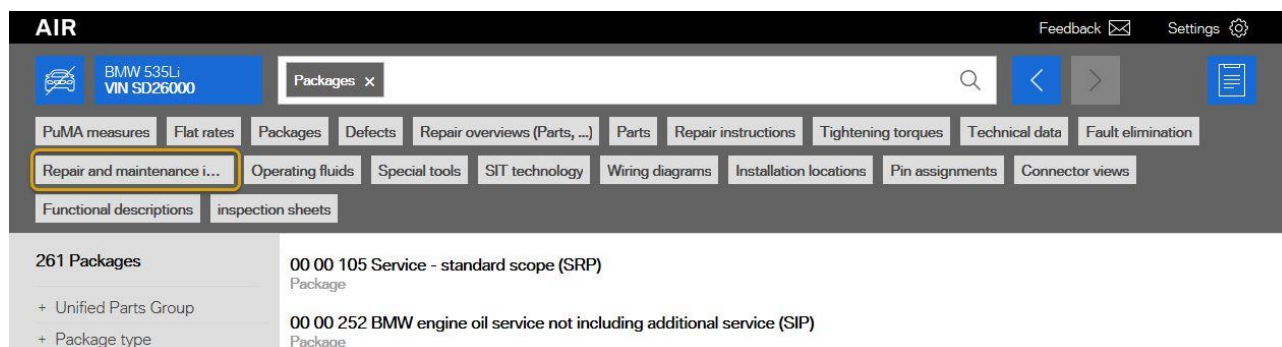 AIR
Feedback
Settings
BMW 535Li
VIN SD26000
Packages x
PuMA measures Flat rates Packages Defects Repair overviews (Parts, ...) Parts Repair instructions Tightening torques Technical data Fault elimination
Repair and maintenance i... Operating fluids Special tools SIT technology Wiring diagrams Installation locations Pin assignments Connector views
Functional descriptions inspection sheets
261 Packages
+ Unified Parts Group
+ Package type
00 00 105 Service - standard scope (SRP)
Package
00 00 252 BMW engine oil service not including additional service (SIP)
Package